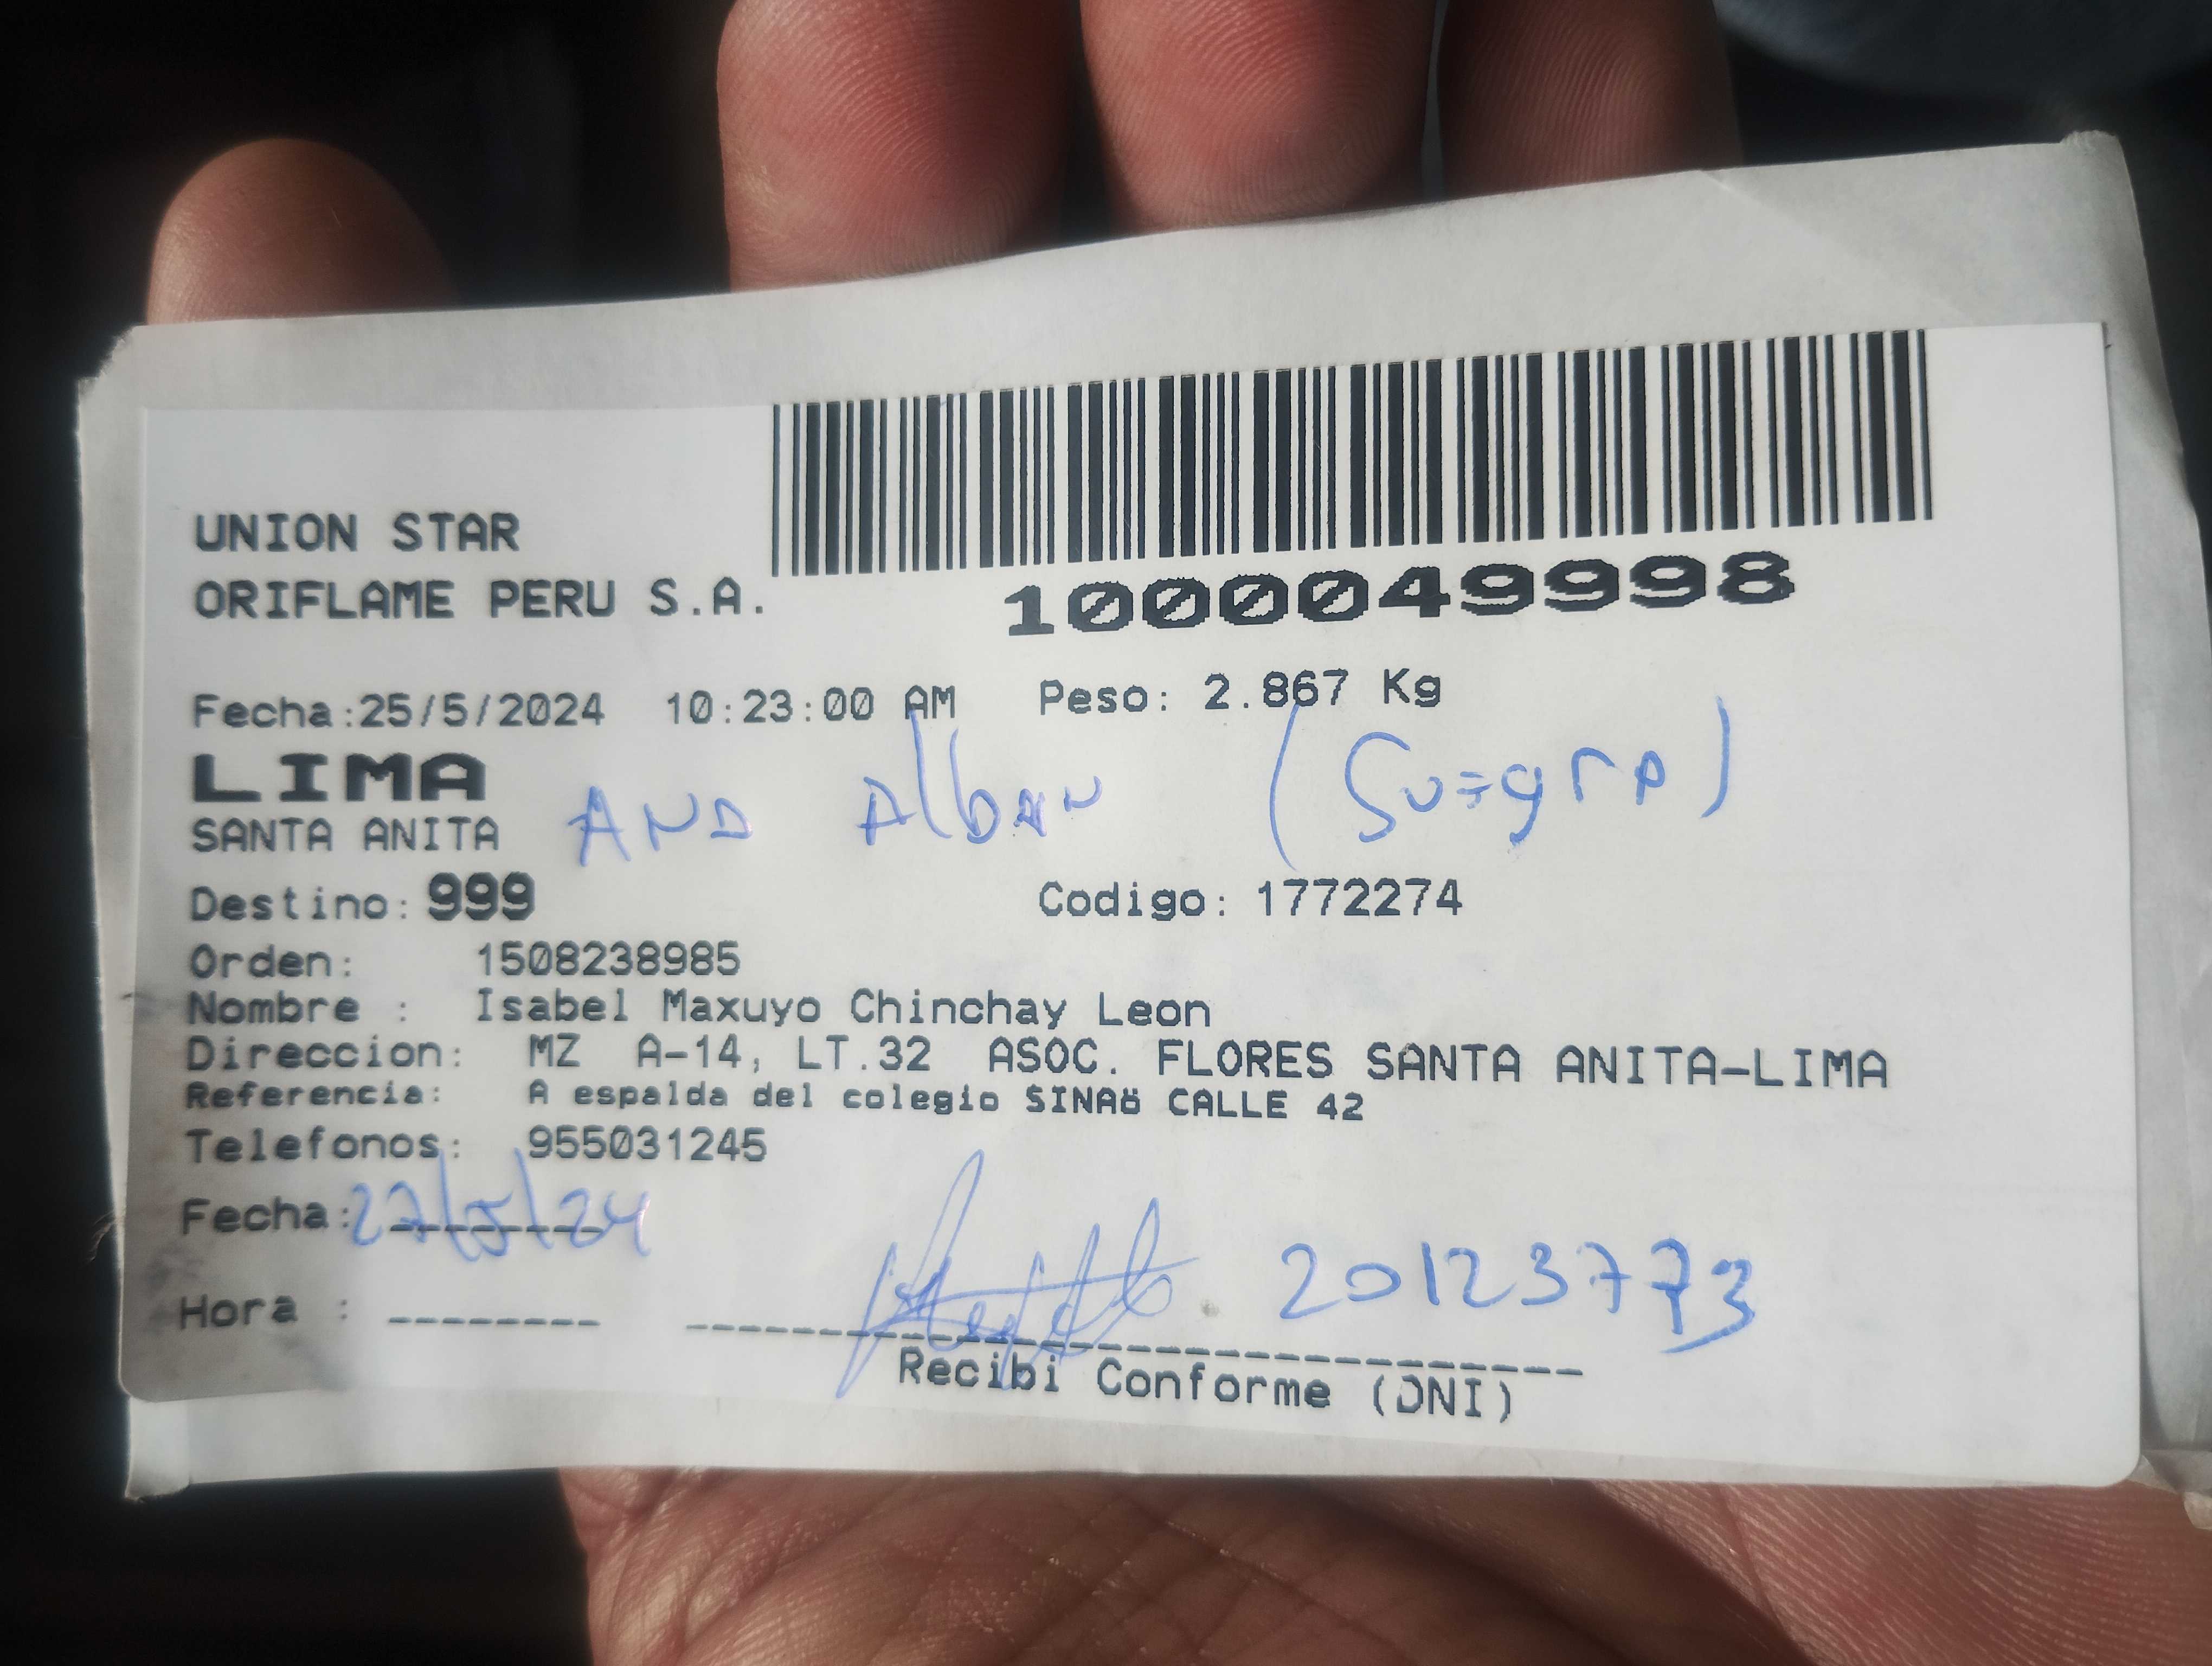 UNION STAR
ORIFLAME PERU S.A.
1000049998
Fecha:25/5/2024 10:23:00 AM Peso: 2.867 Kg
LIMA
SANTA ANITA ANA Alban (Suegra)
Destino: 999 Codigo: 1772274
Orden: 1508238985
Nombre : Isabel Maxuyo Chinchay Leon
Direccion: MZ A-14, LT.32 ASOC. FLORES SANTA ANITA-LIMA
Referencia: A espalda del colegio SINAö CALLE 42
Telefonos: 955031245
Fecha: 27/5/24
Hora : 20123773
Recibi Conforme (DNI)